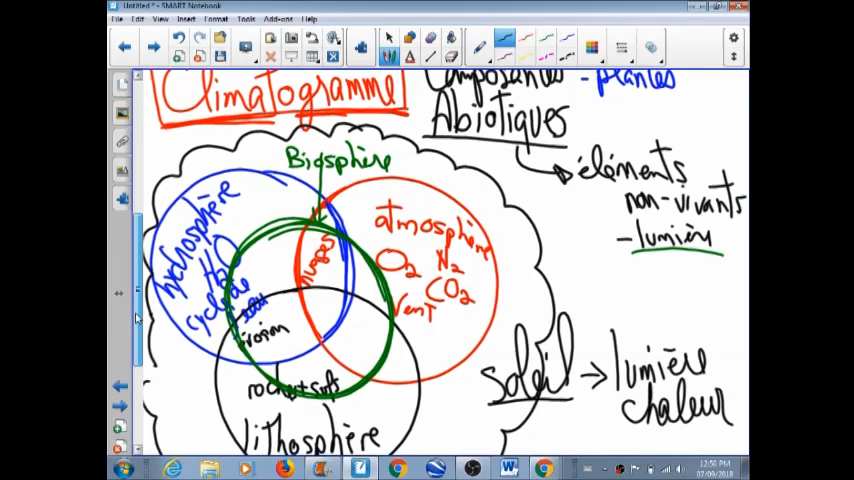 Untitled * - SMART Notebook
File Edit View Insert Format Tools Add-ons Help
Climatogramme
Composantes - plantes
Abiotiques
éléments
non-vivants
- lumière
Biosphère
hydrosphère
H2O
cycle de
eau
nuages
atmosphère
O2 N2
CO2
vent
érosion
roches + sols
lithosphère
soleil → lumière
chaleur
12:56 PM
07/09/2018